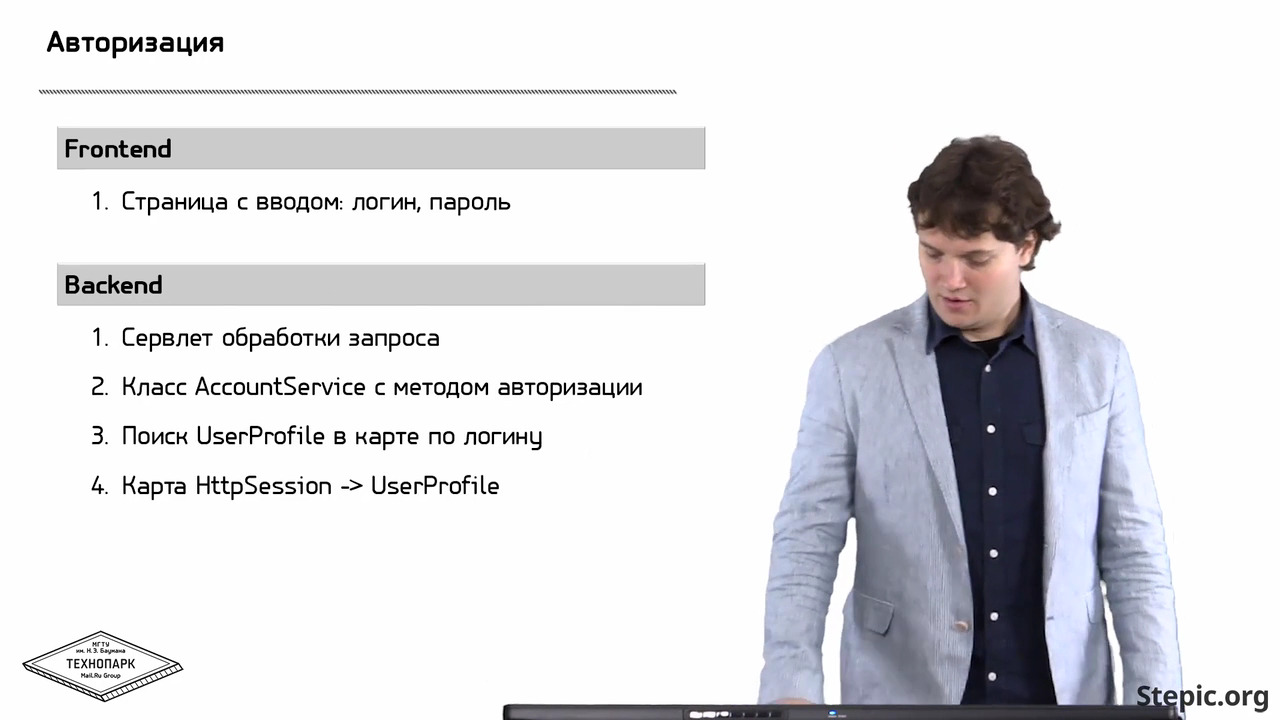 Авторизация
Frontend
1. Страница с вводом: логин, пароль
Backend
1. Сервлет обработки запроса
2. Класс AccountService с методом авторизации
3. Поиск UserProfile в карте по логину
4. Карта HttpSession -> UserProfile
МГТУ
им. Н.Э. Баумана
ТЕХНОПАРК
Mail.Ru Group
Stepic.org